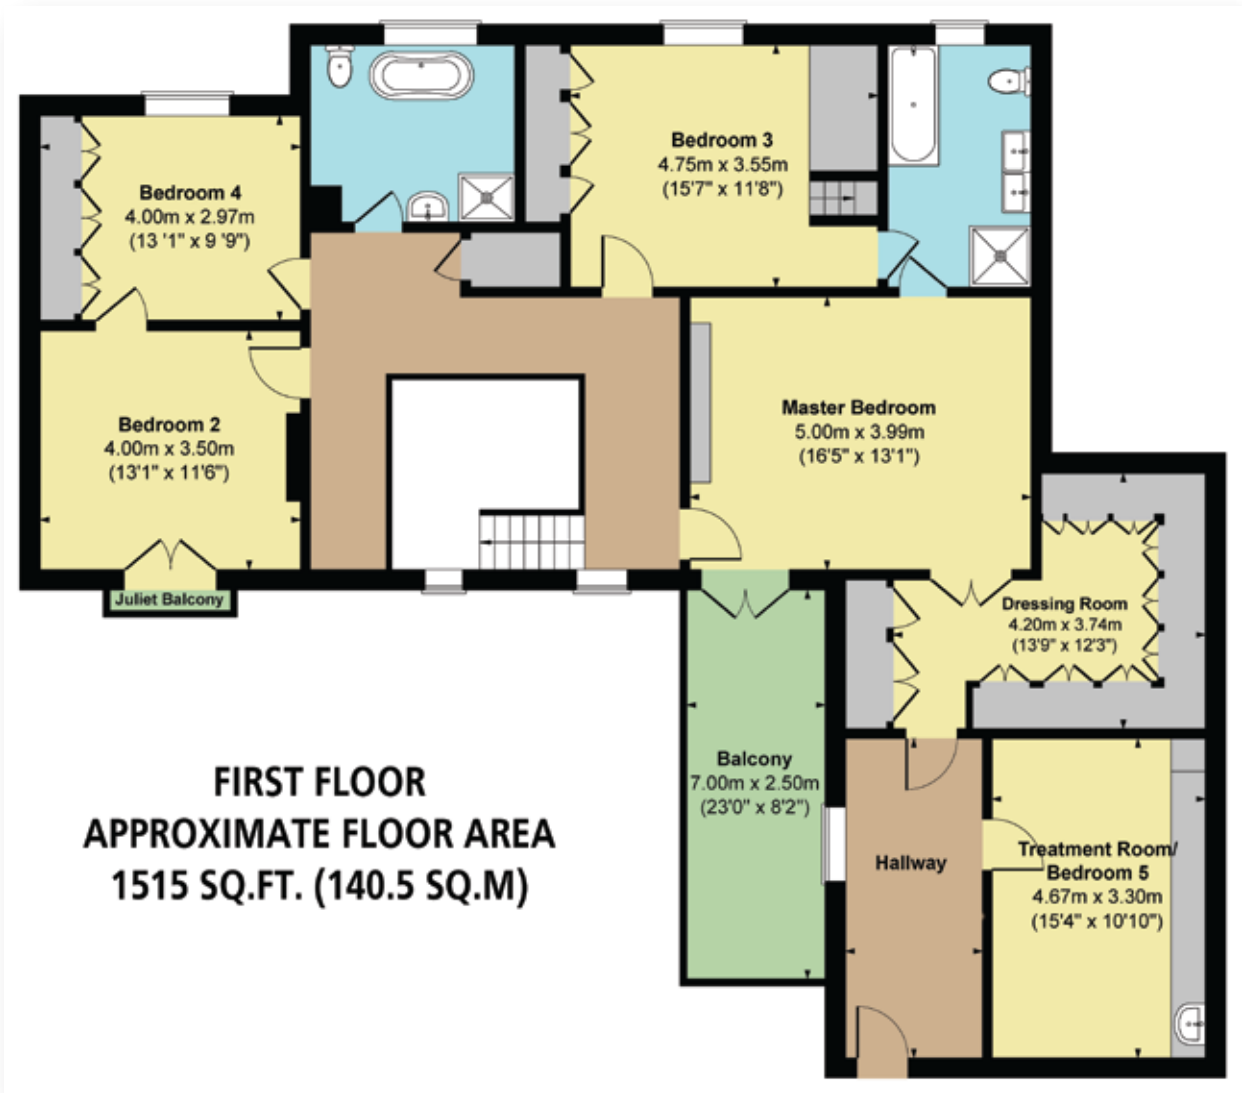 Bedroom 3
4.75m x 3.55m
(15'7" x 11'8")
Bedroom 4
4.00m x 2.97m
(13 '1" x 9 '9")
Master Bedroom
5.00m x 3.99m
(16'5" x 13'1")
Bedroom 2
4.00m x 3.50m
(13'1" x 11'6")
Juliet Balcony
Dressing Room
4.20m x 3.74m
(13'9" x 12'3")
Balcony
7.00m x 2.50m
(23'0" x 8'2")
Hallway
Treatment Room/
Bedroom 5
4.67m x 3.30m
(15'4" x 10'10")
FIRST FLOOR
APPROXIMATE FLOOR AREA
1515 SQ.FT. (140.5 SQ.M)